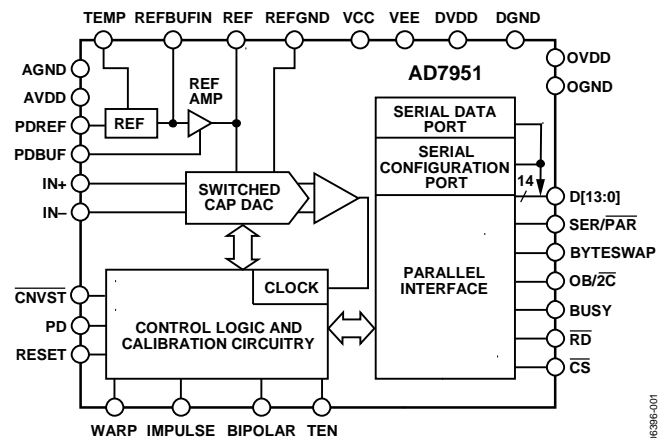 TEMP REFBUFIN REF REFGND VCC VEE DVDD DGND
AGND
AVDD
PDREF
PDBUF
IN+
IN–
CNVST
PD
RESET
REF
REF
AMP
SWITCHED
CAP DAC
CLOCK
CONTROL LOGIC AND
CALIBRATION CIRCUITRY
AD7951
SERIAL DATA
PORT
SERIAL
CONFIGURATION
PORT
14
PARALLEL
INTERFACE
OVDD
OGND
D[13:0]
SER/PAR
BYTESWAP
OB/2C
BUSY
RD
CS
WARP IMPULSE BIPOLAR TEN
06396-001